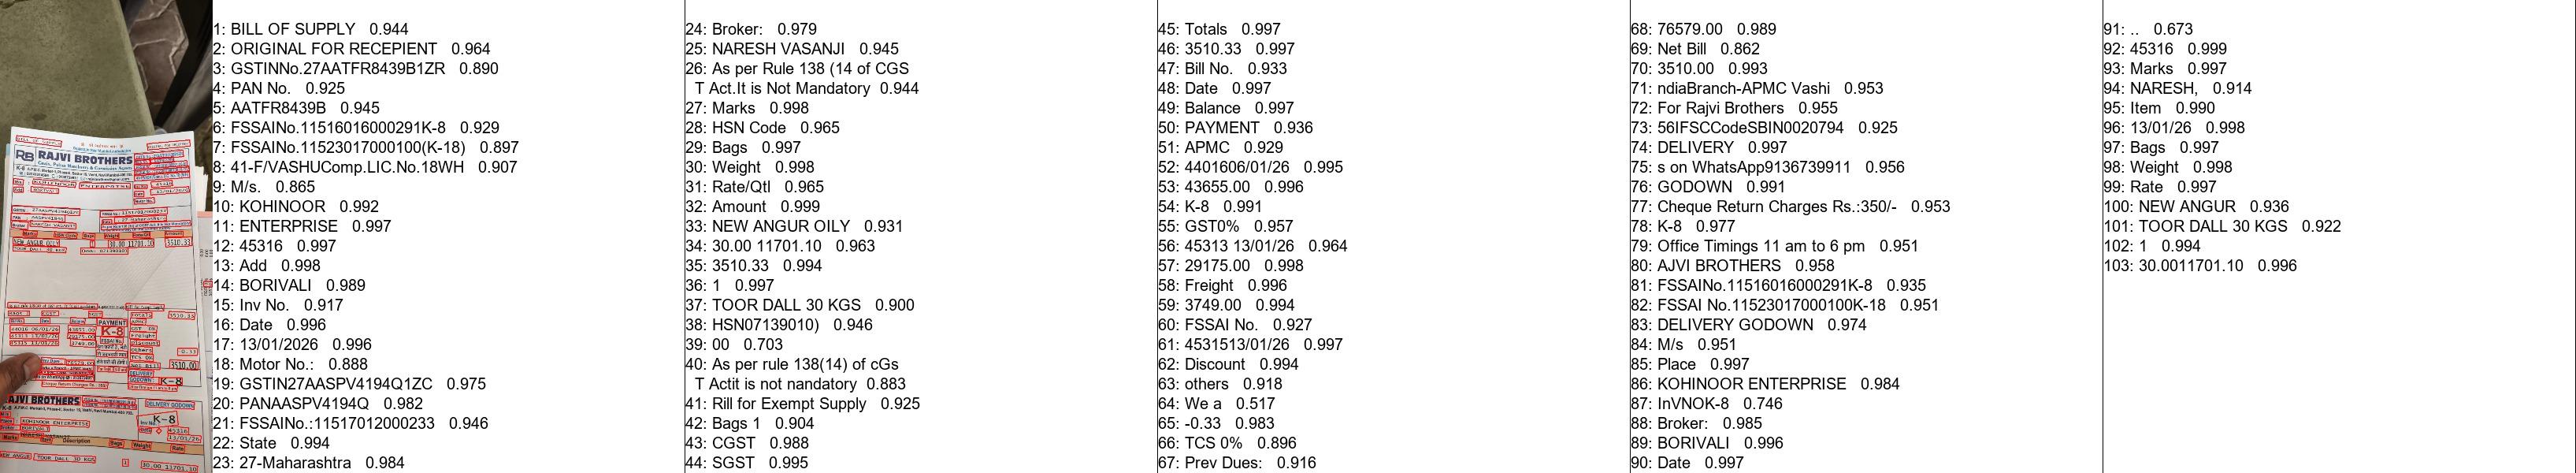 RAJVI BROTHERS
1: BILL OF SUPPLY 0.944
2: ORIGINAL FOR RECEPIENT 0.964
3: GSTINNo.27AATFR8439B1ZR 0.890
4: PAN No. 0.925
5: AATFR8439B 0.945
6: FSSAINo.11516016000291K-8 0.929
7: FSSAINo.11523017000100(K-18) 0.897
8: 41-F/VASHUComp.LIC.No.18WH 0.907
9: M/s. 0.865
10: KOHINOOR 0.992
11: ENTERPRISE 0.997
12: 45316 0.997
13: Add 0.998
14: BORIVALI 0.989
15: Inv No. 0.917
16: Date 0.996
17: 13/01/2026 0.996
18: Motor No.: 0.888
19: GSTIN27AASPV4194Q1ZC 0.975
20: PANAASPV4194Q 0.982
21: FSSAINo.:11517012000233 0.946
22: State 0.994
23: 27-Maharashtra 0.984
24: Broker: 0.979
25: NARESH VASANJI 0.945
26: As per Rule 138 (14 of CGS
T Act.It is Not Mandatory 0.944
27: Marks 0.998
28: HSN Code 0.965
29: Bags 0.997
30: Weight 0.998
31: Rate/Qtl 0.965
32: Amount 0.999
33: NEW ANGUR OILY 0.931
34: 30.00 11701.10 0.963
35: 3510.33 0.994
36: 1 0.997
37: TOOR DALL 30 KGS 0.900
38: HSN07139010) 0.946
39: 00 0.703
40: As per rule 138(14) of cGs
T Actit is not nandatory 0.883
41: Rill for Exempt Supply 0.925
42: Bags 1 0.904
43: CGST 0.988
44: SGST 0.995
45: Totals 0.997
46: 3510.33 0.997
47: Bill No. 0.933
48: Date 0.997
49: Balance 0.997
50: PAYMENT 0.936
51: APMC 0.929
52: 4401606/01/26 0.995
53: 43655.00 0.996
54: K-8 0.991
55: GST0% 0.957
56: 45313 13/01/26 0.964
57: 29175.00 0.998
58: Freight 0.996
59: 3749.00 0.994
60: FSSAI No. 0.927
61: 4531513/01/26 0.997
62: Discount 0.994
63: others 0.918
64: We a 0.517
65: -0.33 0.983
66: TCS 0% 0.896
67: Prev Dues: 0.916
68: 76579.00 0.989
69: Net Bill 0.862
70: 3510.00 0.993
71: ndiaBranch-APMC Vashi 0.953
72: For Rajvi Brothers 0.955
73: 56IFSCCodeSBIN0020794 0.925
74: DELIVERY 0.997
75: s on WhatsApp9136739911 0.956
76: GODOWN 0.991
77: Cheque Return Charges Rs.:350/- 0.953
78: K-8 0.977
79: Office Timings 11 am to 6 pm 0.951
80: AJVI BROTHERS 0.958
81: FSSAINo.11516016000291K-8 0.935
82: FSSAI No.11523017000100K-18 0.951
83: DELIVERY GODOWN 0.974
84: M/s 0.951
85: Place 0.997
86: KOHINOOR ENTERPRISE 0.984
87: InVNOK-8 0.746
88: Broker: 0.985
89: BORIVALI 0.996
90: Date 0.997
91: .. 0.673
92: 45316 0.999
93: Marks 0.997
94: NARESH, 0.914
95: Item 0.990
96: 13/01/26 0.998
97: Bags 0.997
98: Weight 0.998
99: Rate 0.997
100: NEW ANGUR 0.936
101: TOOR DALL 30 KGS 0.922
102: 1 0.994
103: 30.0011701.10 0.996